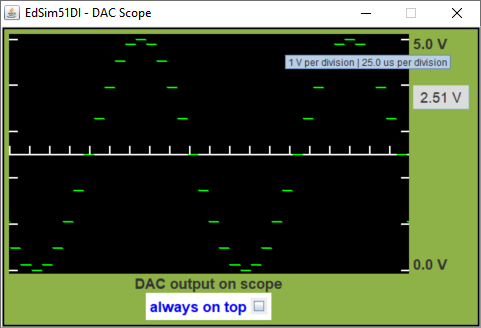 EdSim51DI - DAC Scope
5.0 V
1 V per division | 25.0 us per division
2.51 V
0.0 V
DAC output on scope
always on top